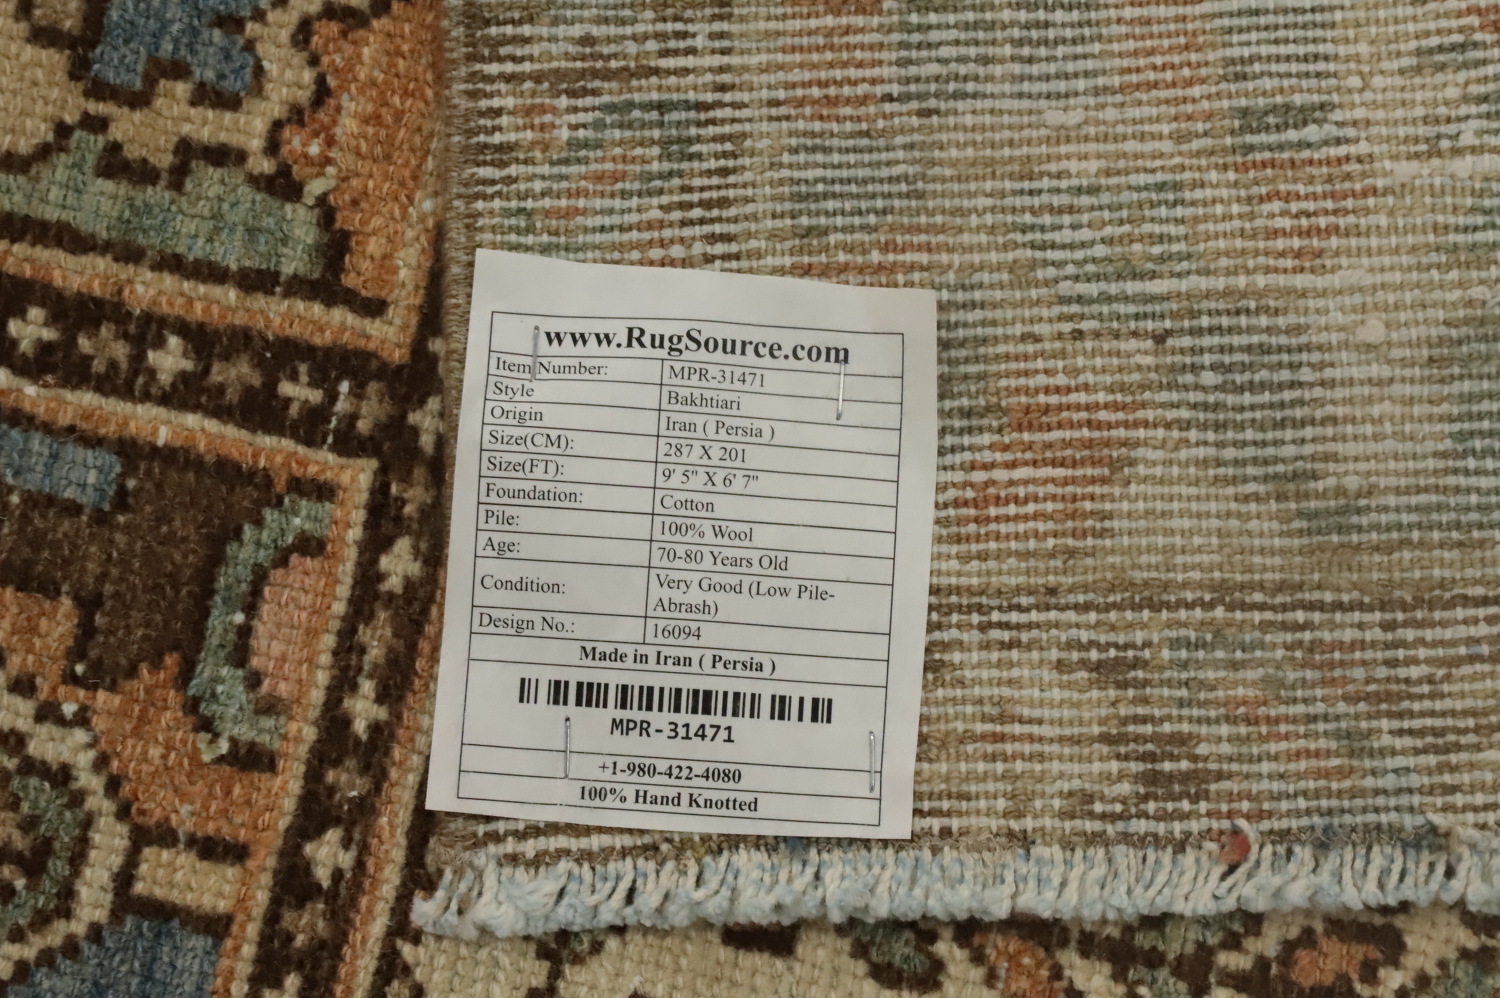 www.RugSource.com
Item Number: MPR-31471
Style Bakhtiari
Origin Iran ( Persia )
Size(CM): 287 X 201
Size(FT): 9' 5" X 6' 7"
Foundation: Cotton
Pile: 100% Wool
Age: 70-80 Years Old
Condition: Very Good (Low Pile-
Abrash)
Design No.: 16094
Made in Iran ( Persia )
MPR-31471
+1-980-422-4080
100% Hand Knotted